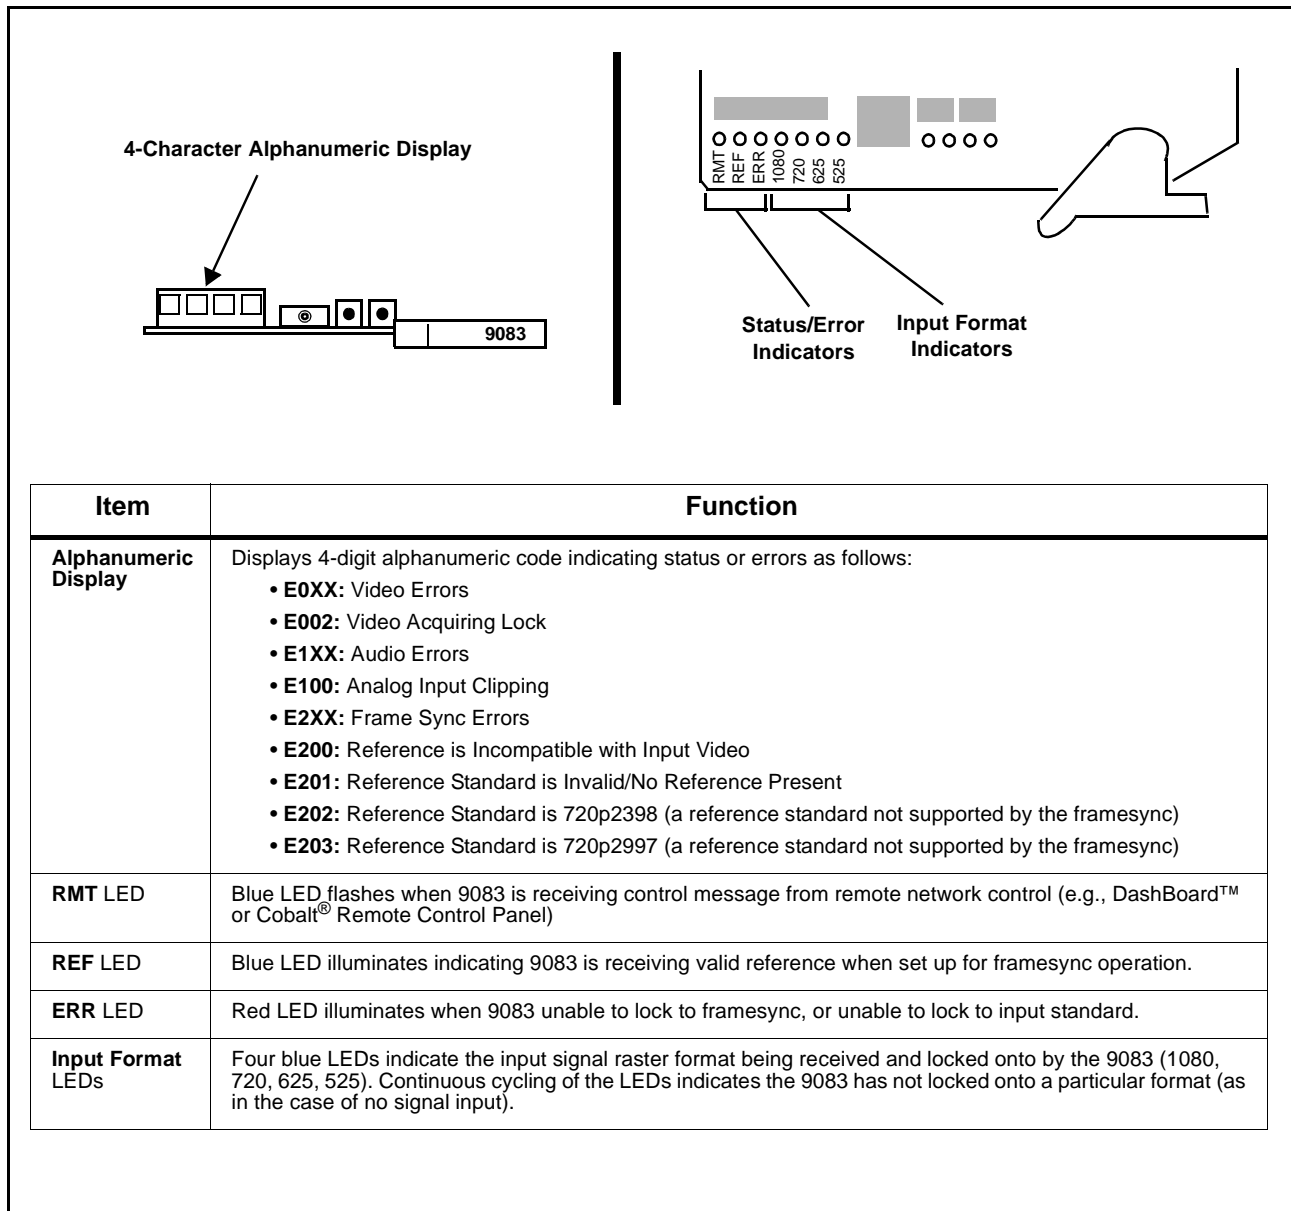 4-Character Alphanumeric Display
9083
RMT
REF
ERR
1080
720
625
525
Status/Error
Indicators
Input Format
Indicators
Item
Function
Alphanumeric
Display
Displays 4-digit alphanumeric code indicating status or errors as follows:
• E0XX: Video Errors
• E002: Video Acquiring Lock
• E1XX: Audio Errors
• E100: Analog Input Clipping
• E2XX: Frame Sync Errors
• E200: Reference is Incompatible with Input Video
• E201: Reference Standard is Invalid/No Reference Present
• E202: Reference Standard is 720p2398 (a reference standard not supported by the framesync)
• E203: Reference Standard is 720p2997 (a reference standard not supported by the framesync)
RMT LED
Blue LED flashes when 9083 is receiving control message from remote network control (e.g., DashBoard™
or Cobalt® Remote Control Panel)
REF LED
Blue LED illuminates indicating 9083 is receiving valid reference when set up for framesync operation.
ERR LED
Red LED illuminates when 9083 unable to lock to framesync, or unable to lock to input standard.
Input Format
LEDs
Four blue LEDs indicate the input signal raster format being received and locked onto by the 9083 (1080,
720, 625, 525). Continuous cycling of the LEDs indicates the 9083 has not locked onto a particular format (as
in the case of no signal input).